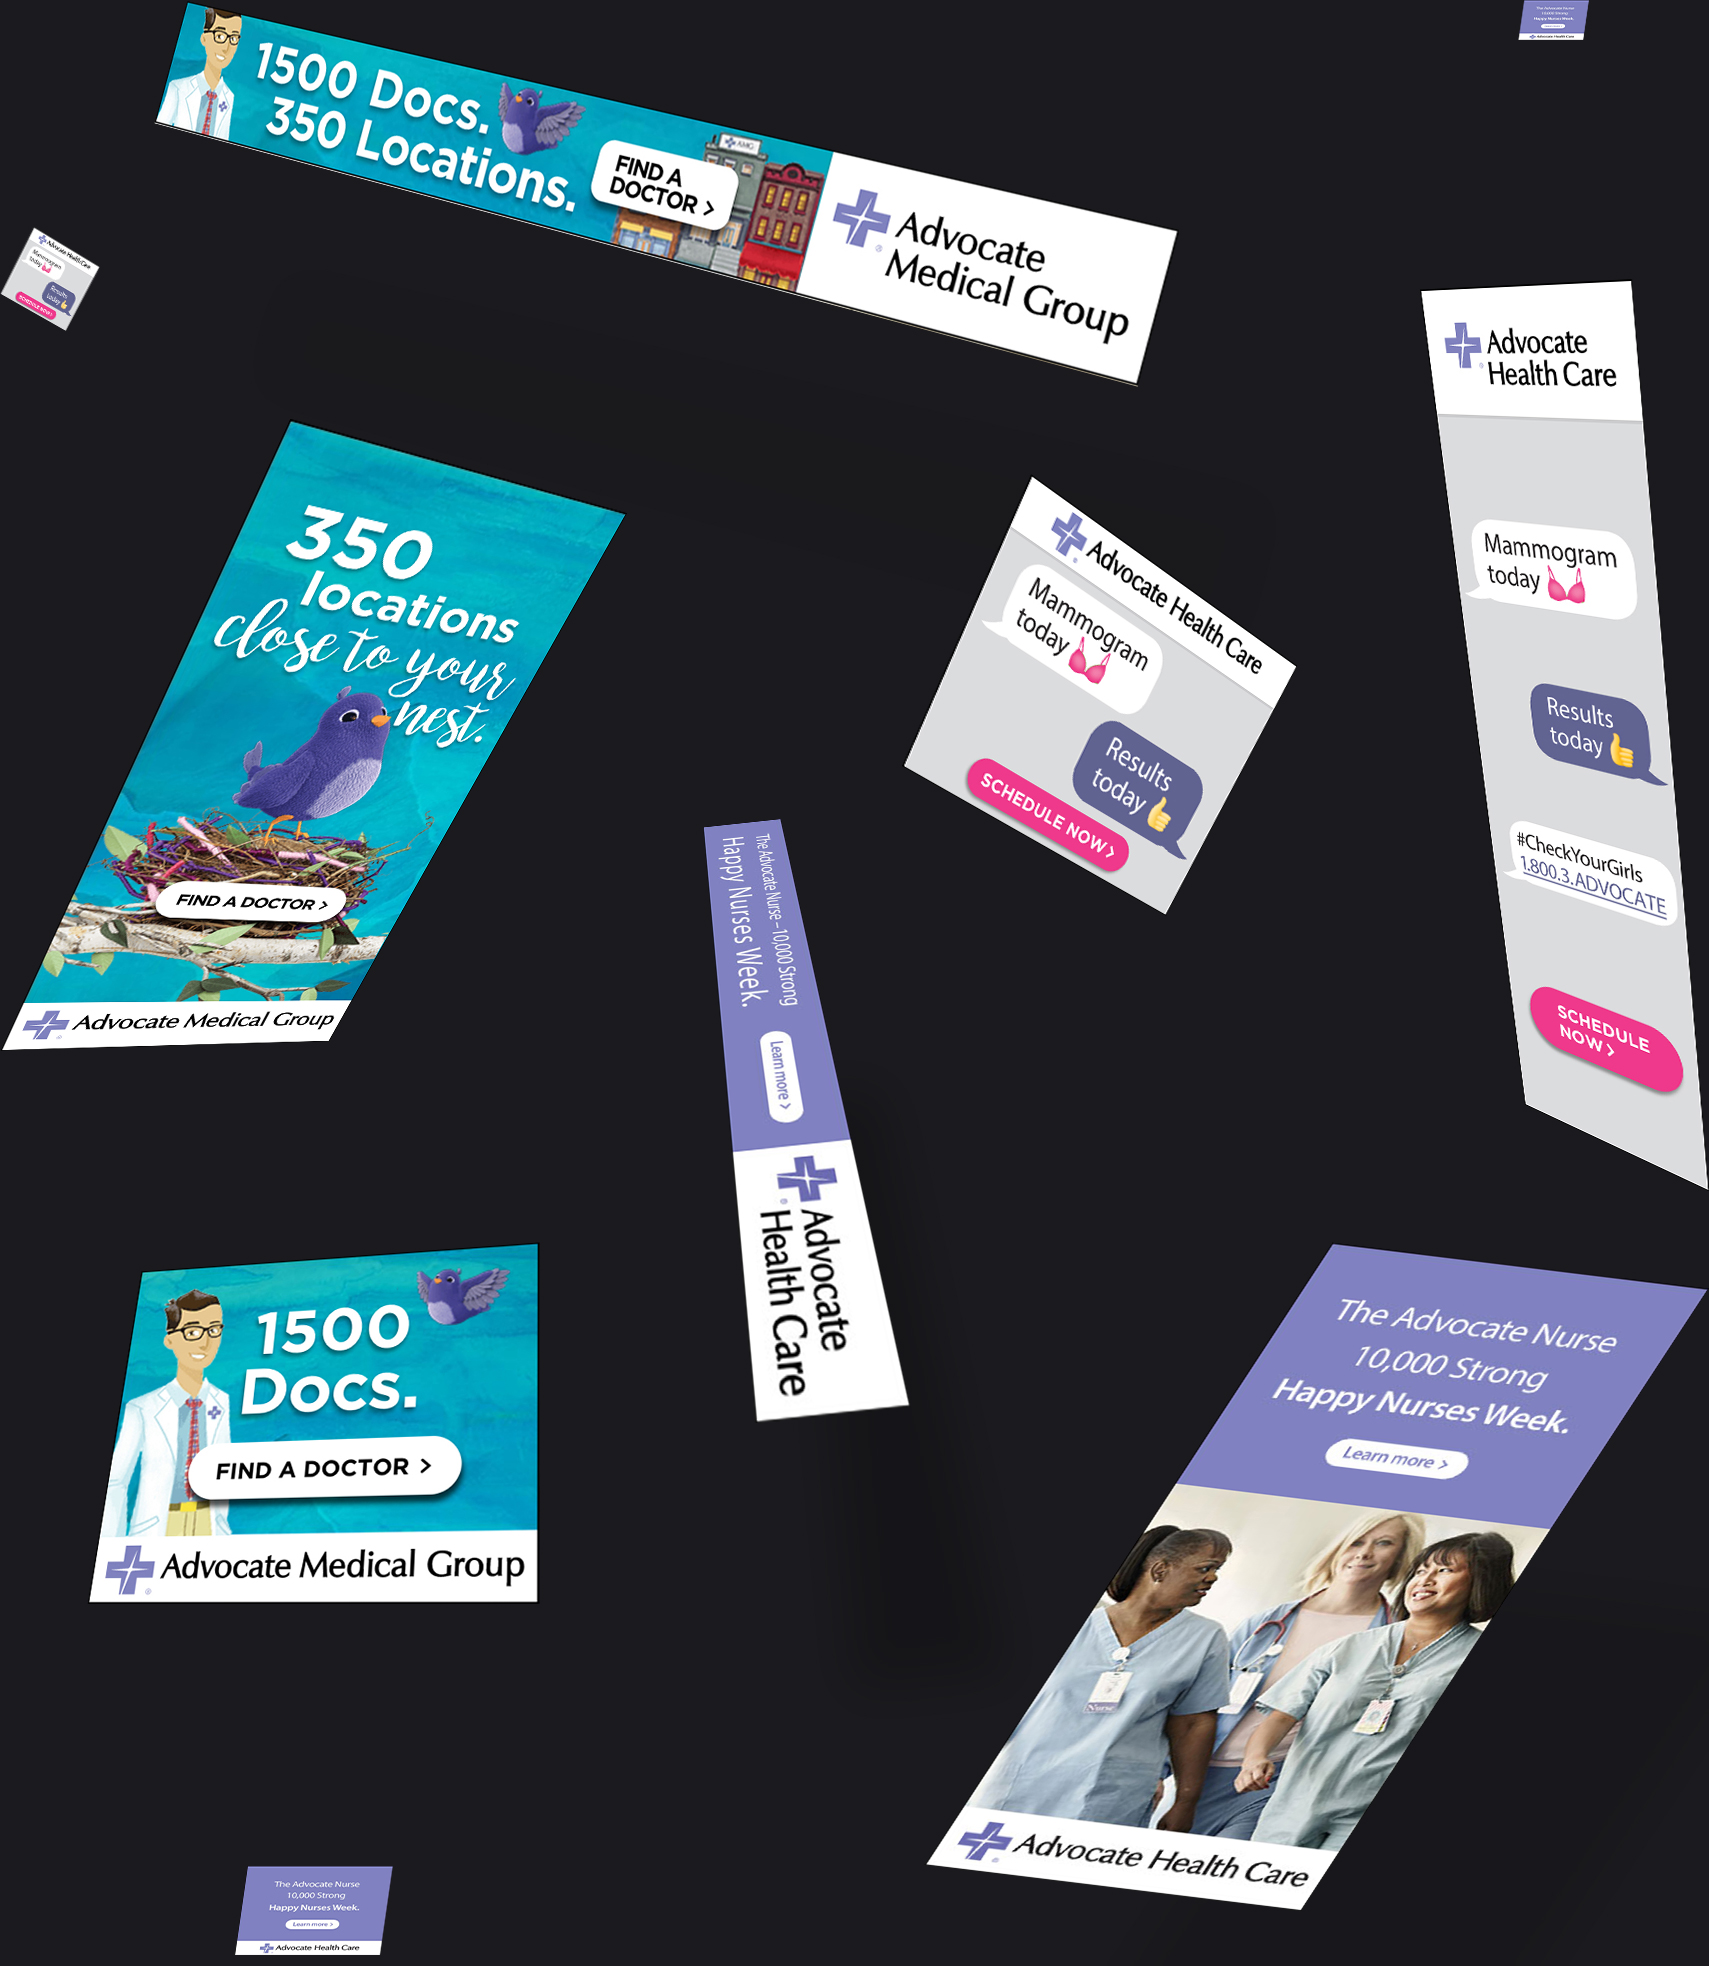 1500 Docs.
350 Locations.
FIND A
DOCTOR >
AMG
Advocate
Medical Group
The Advocate Nurse
10,000 Strong
Happy Nurses Week.
Advocate Health Care
Advocate Health Care
Mammogram
today
Results
today
SCHEDULE NOW >
Advocate
Health Care
Mammogram
today
Results
today
#CheckYourGirls
1.800.3.ADVOCATE
SCHEDULE
NOW >
350
locations
close to your
nest.
FIND A DOCTOR >
Advocate Medical Group
Advocate Health Care
Mammogram
today
Results
today
SCHEDULE NOW >
The Advocate Nurse – 10,000 Strong
Happy Nurses Week.
Learn more >
Advocate
Health Care
1500
Docs.
FIND A DOCTOR >
Advocate Medical Group
The Advocate Nurse
10,000 Strong
Happy Nurses Week.
Learn more >
Nurse
Advocate Health Care
The Advocate Nurse
10,000 Strong
Happy Nurses Week.
Learn more >
Advocate Health Care